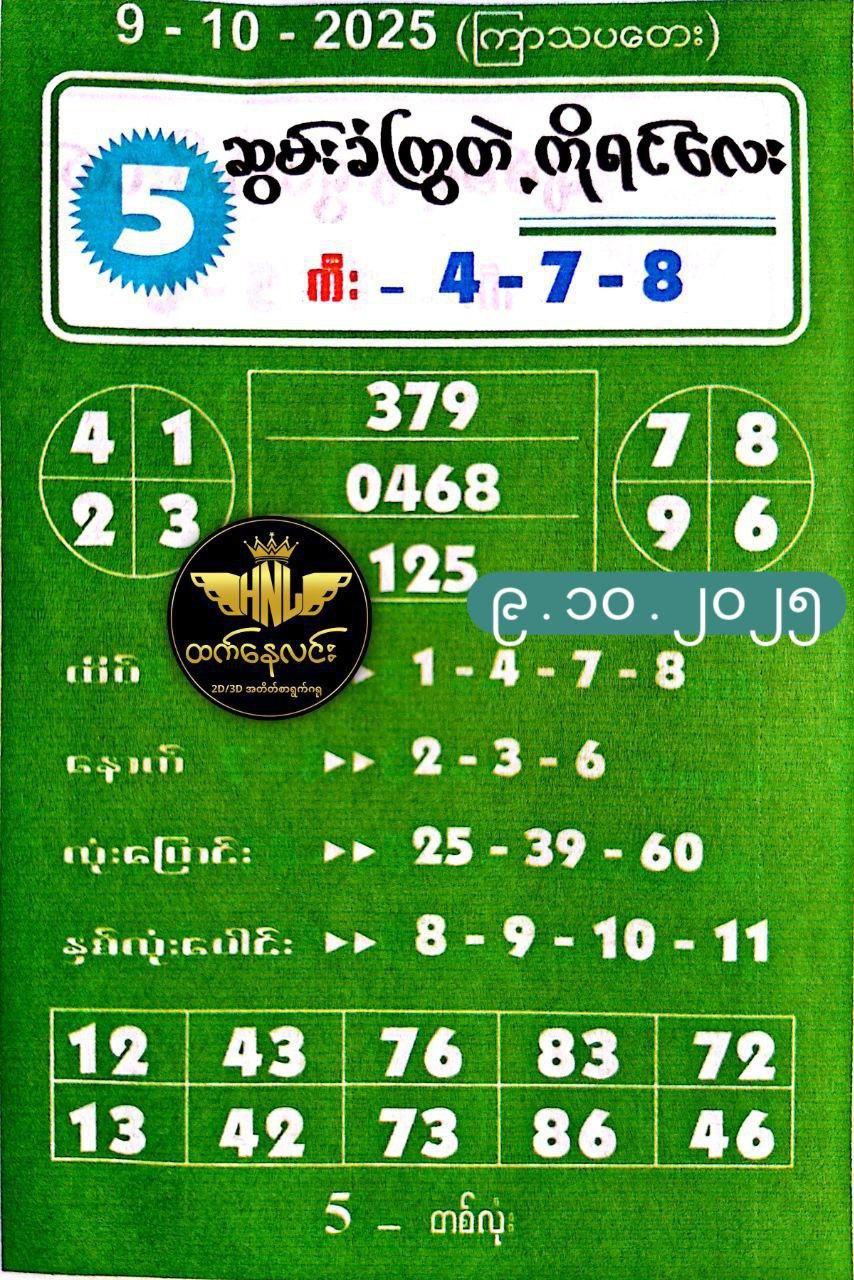 9 - 10 - 2025 (ကြာသပတေး)
5
ဆွမ်းခံကြွတဲ့ ကိုရင်လေး
ကီး - 4 - 7 - 8
4 1
2 3
379
0468
125
7 8
9 6
HNL
ထက်နေလင်း
2D/3D အတိတ်စာရွက်ဂရု
၉ . ၁၀ . ၂၀၂၅
ထိပ် ► 1 - 4 - 7 - 8
နောက် ►► 2 - 3 - 6
လုံးပြောင်း ►► 25 - 39 - 60
နှစ်လုံးပေါင်း ►► 8 - 9 - 10 - 11
12 43 76 83 72
13 42 73 86 46
5 - တစ်လုံး